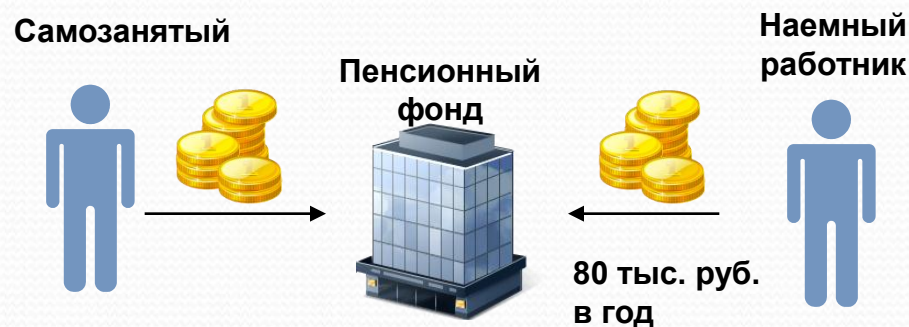 Самозанятый
Пенсионный
фонд
Наемный
работник
80 тыс. руб.
в год